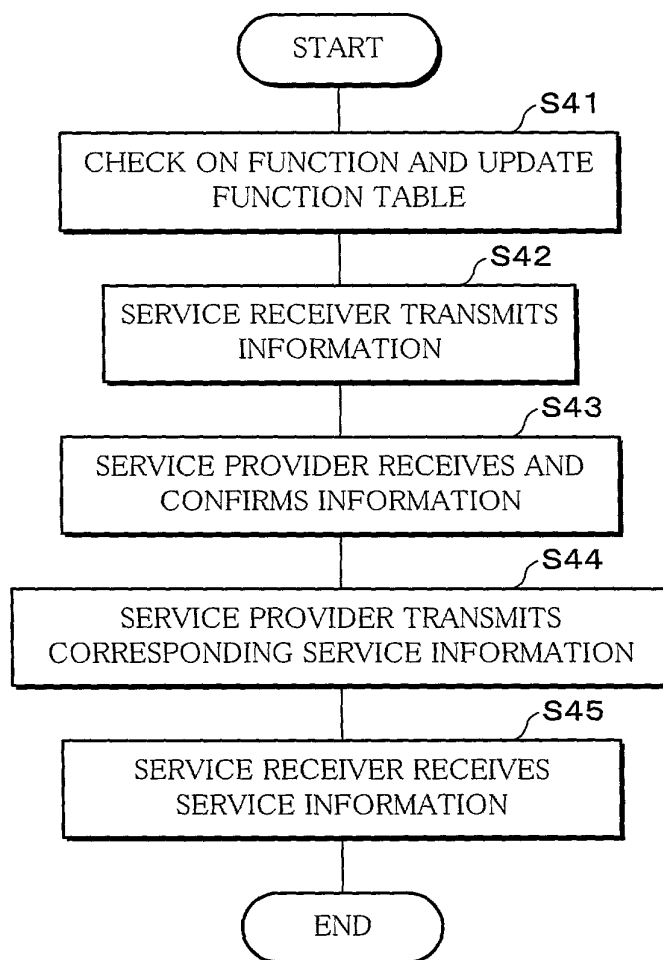 START
S41
CHECK ON FUNCTION AND UPDATE
FUNCTION TABLE
S42
SERVICE RECEIVER TRANSMITS
INFORMATION
S43
SERVICE PROVIDER RECEIVES AND
CONFIRMS INFORMATION
S44
SERVICE PROVIDER TRANSMITS
CORRESPONDING SERVICE INFORMATION
S45
SERVICE RECEIVER RECEIVES
SERVICE INFORMATION
END